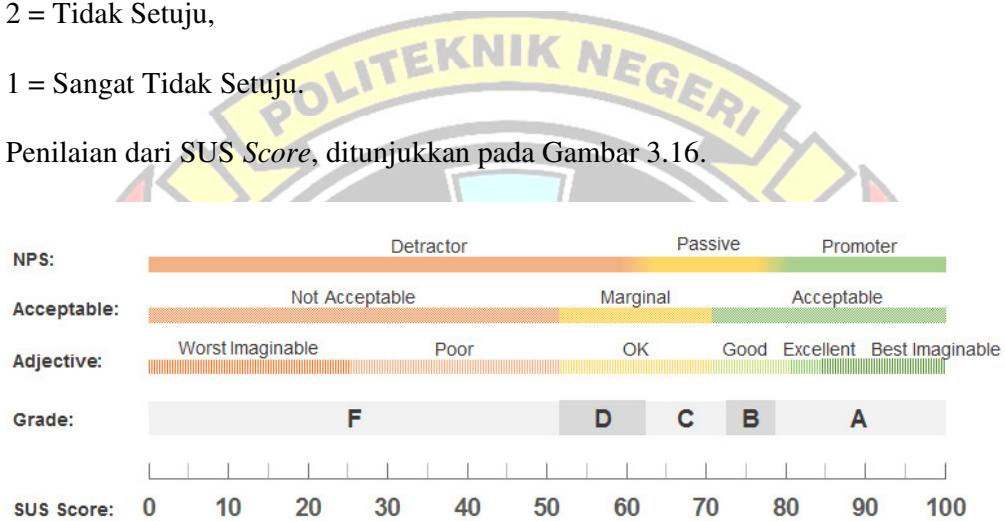 2 = Tidak Setuju,
POLITEKNIK NEGERI
1 = Sangat Tidak Setuju.
Penilaian dari SUS Score, ditunjukkan pada Gambar 3.16.
NPS: Detractor Passive Promoter
Acceptable: Not Acceptable Marginal Acceptable
Adjective: Worst Imaginable Poor OK Good Excellent Best Imaginable
Grade: F D C B A
SUS Score: 0 10 20 30 40 50 60 70 80 90 100